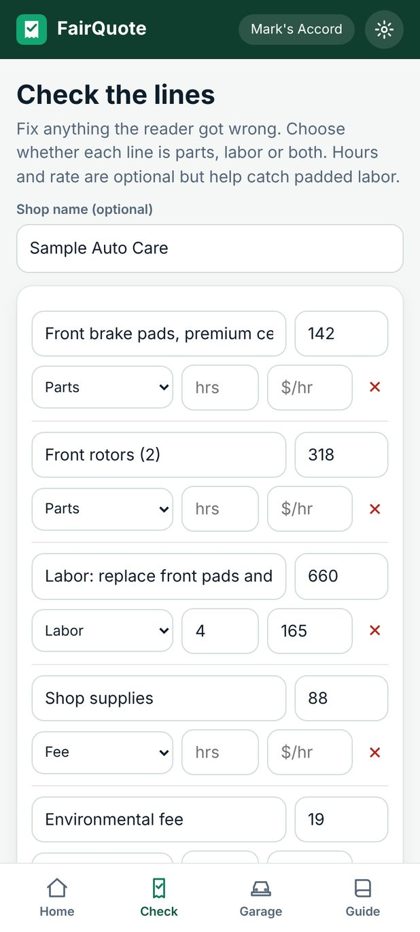 FairQuote
Mark's Accord
Check the lines
Fix anything the reader got wrong. Choose
whether each line is parts, labor or both. Hours
and rate are optional but help catch padded labor.
Shop name (optional)
Sample Auto Care
Front brake pads, premium ce
142
Parts
hrs
$/hr
Front rotors (2)
318
Parts
hrs
$/hr
Labor: replace front pads and
660
Labor
4
165
Shop supplies
88
Fee
hrs
$/hr
Environmental fee
19
Home
Check
Garage
Guide